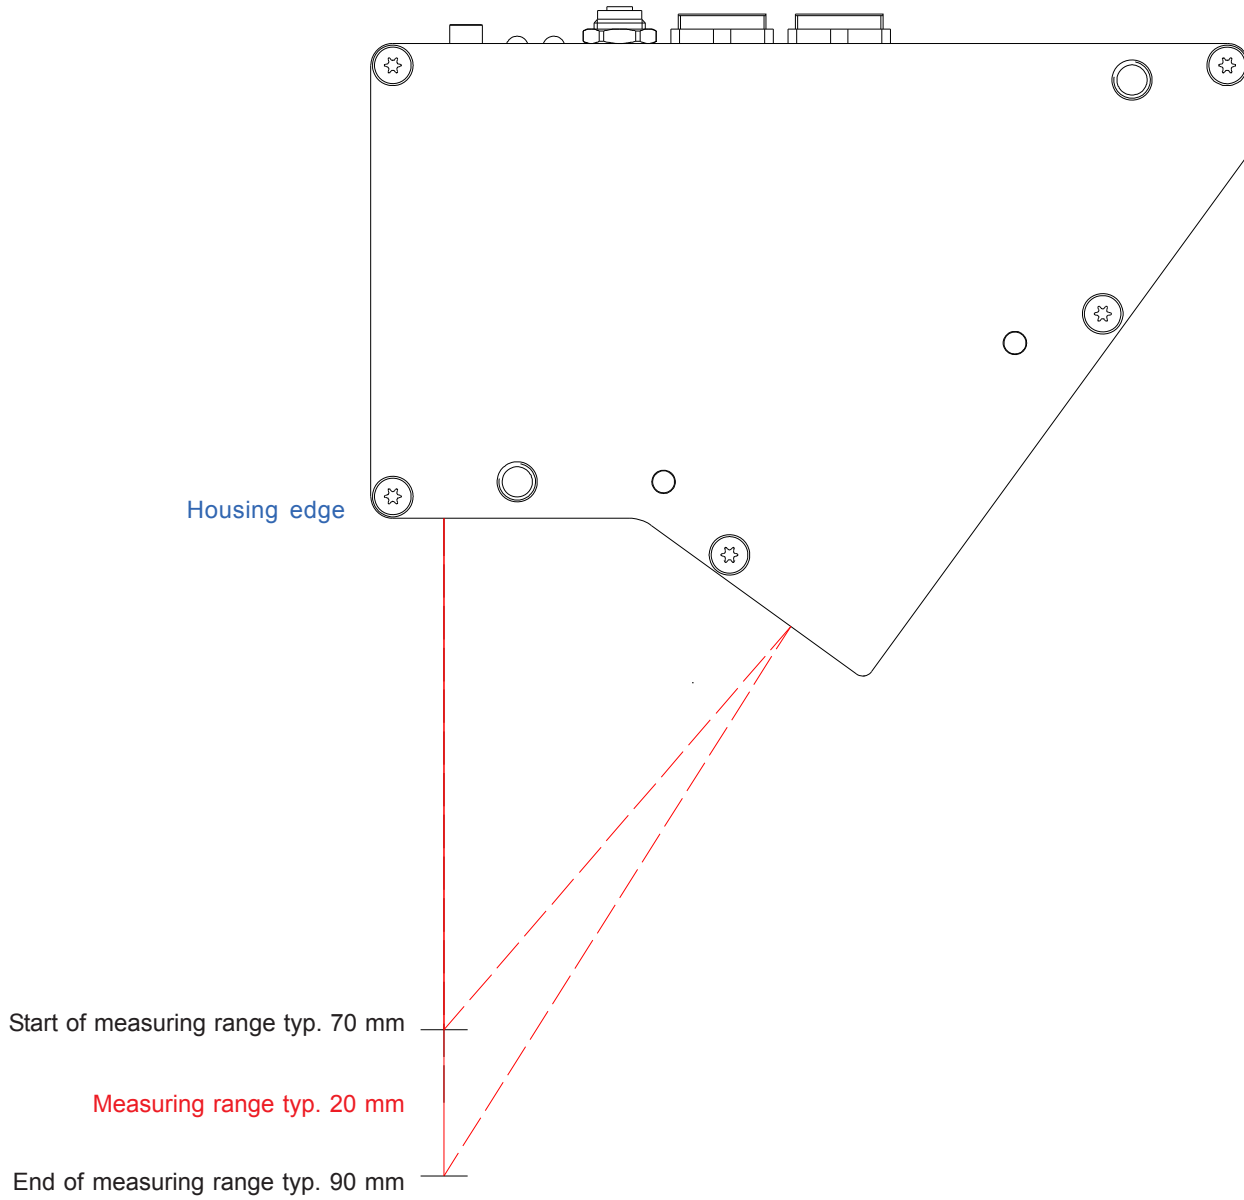 Housing edge
Start of measuring range typ. 70 mm
Measuring range typ. 20 mm
End of measuring range typ. 90 mm